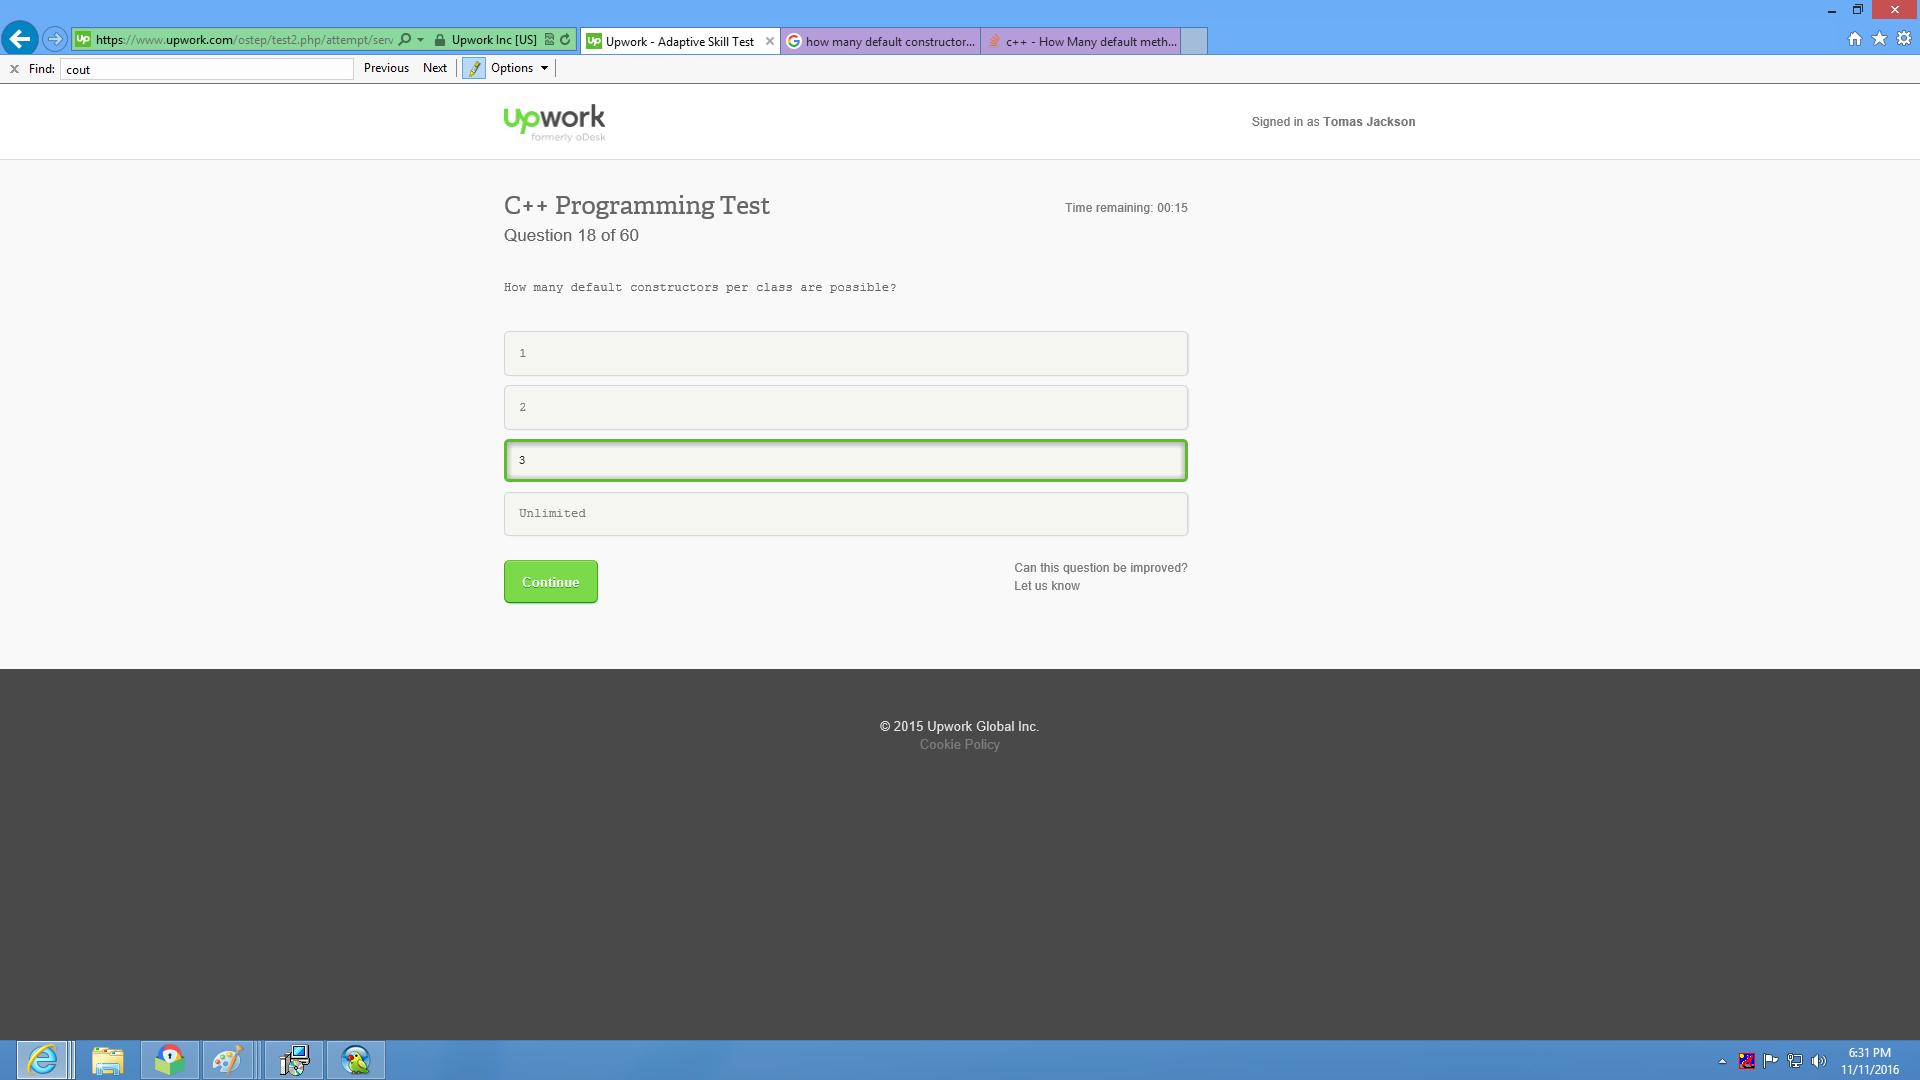 https://www.upwork.com/ostep/test2.php/attempt/serv
Upwork Inc [US]
Upwork - Adaptive Skill Test
how many default constructor...
c++ - How Many default meth...
Find:
cout
Previous
Next
Options
Upwork
formerly oDesk
Signed in as Tomas Jackson
C++ Programming Test
Time remaining: 00:15
Question 18 of 60
How many default constructors per class are possible?
1
2
3
Unlimited
Continue
Can this question be improved?
Let us know
© 2015 Upwork Global Inc.
Cookie Policy
6:31 PM
11/11/2016